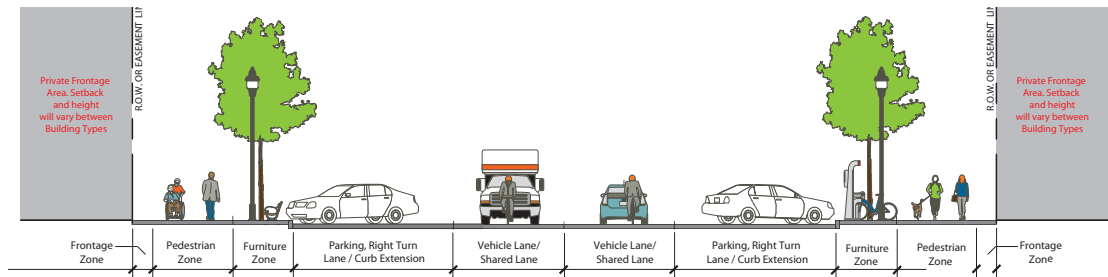 Private Frontage
Area. Setback
and height
will vary between
Building Types
R.O.W. OR EASEMENT LIN
R.O.W. OR EASEMENT LIN
Private Frontage
Area. Setback
and height
will vary between
Building Types
Frontage
Zone
Pedestrian
Zone
Furniture
Zone
Parking, Right Turn
Lane / Curb Extension
Vehicle Lane/
Shared Lane
Vehicle Lane/
Shared Lane
Parking, Right Turn
Lane / Curb Extension
Furniture
Zone
Pedestrian
Zone
Frontage
Zone